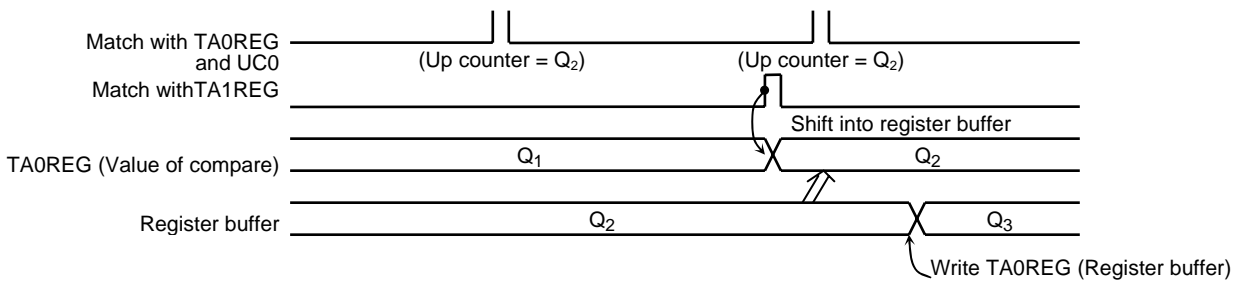 Match with TA0REG
and UC0
(Up counter = Q2)
(Up counter = Q2)
Match withTA1REG
Shift into register buffer
TA0REG (Value of compare)
Q1
Q2
Register buffer
Q2
Q3
Write TA0REG (Register buffer)